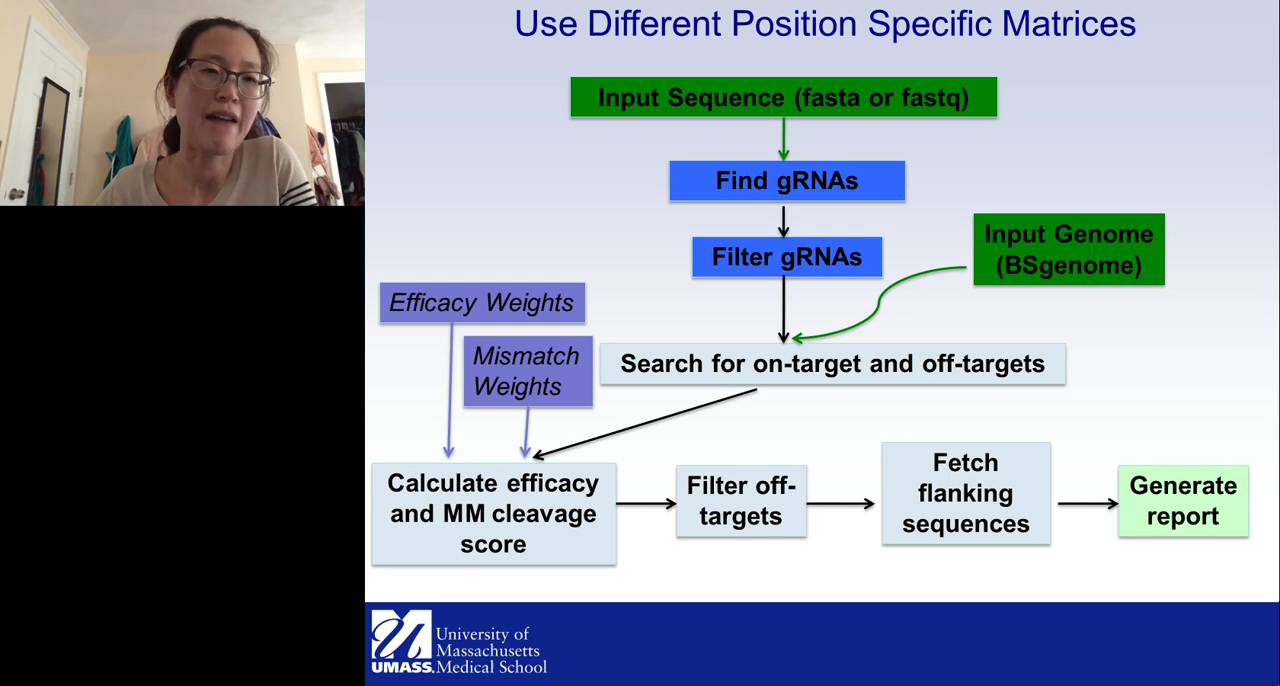 Use Different Position Specific Matrices
Input Sequence (fasta or fastq)
Find gRNAs
Filter gRNAs
Input Genome
(BSgenome)
Efficacy Weights
Mismatch
Weights
Search for on-target and off-targets
Calculate efficacy
and MM cleavage
score
Filter off-
targets
Fetch
flanking
sequences
Generate
report
UMASS.
University of
Massachusetts
Medical School